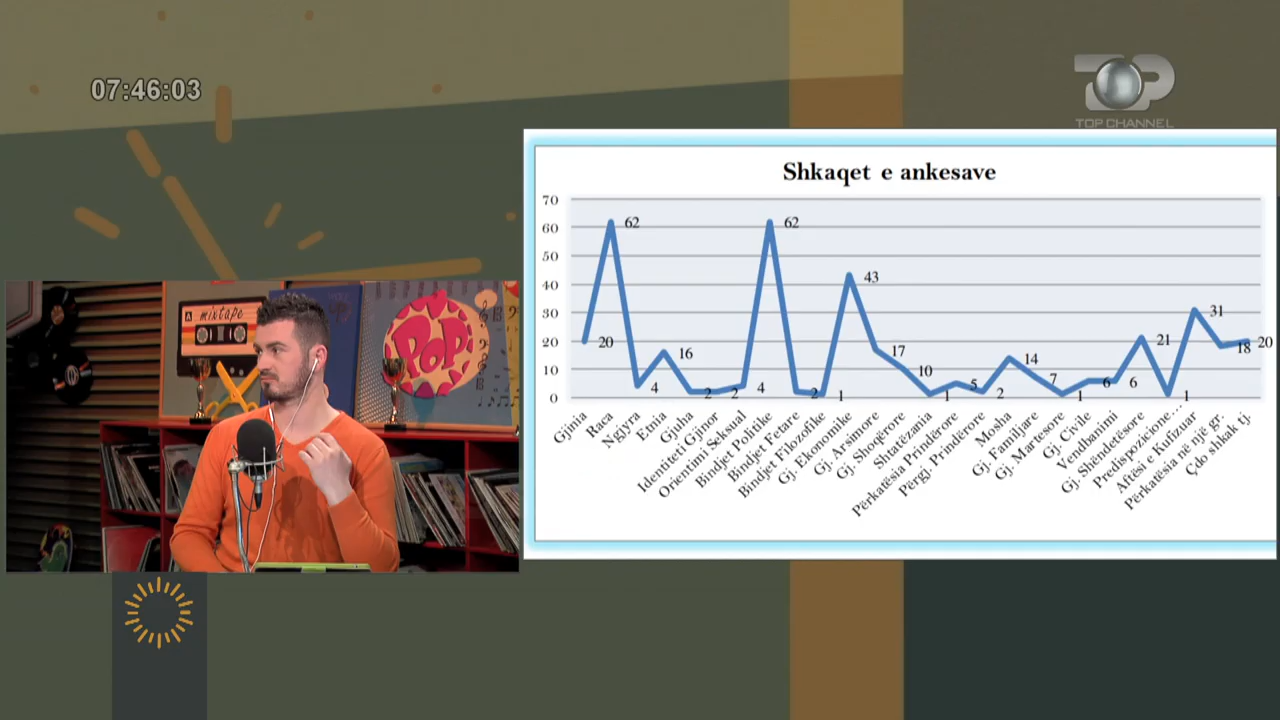 07:46:03
TOP
TOP CHANNEL
Shkaqet e ankesave
70
60
50
40
30
20
10
0
20
62
4
16
2
2
4
62
2
1
43
17
10
1
5
2
14
7
1
6
6
21
1
31
18
20
Gjinia
Raca
Ngjyra
Etnia
Gjuha
Identiteti Gjinor
Orientimi Seksual
Bindjet Politike
Bindjet Fetare
Bindjet Filozofike
Gj. Ekonomike
Gj. Arsimore
Gj. Shoqërore
Shtatëzania
Përkatësia Prindërore
Përgj. Prindërore
Mosha
Gj. Familjare
Gj. Martesore
Gj. Civile
Vendbanimi
Gj. Shëndetësore
Predispozicione...
Aftësi e Kufizuar
Përkatësia në një gr.
Çdo shkak tj.
A
mixtape
POP